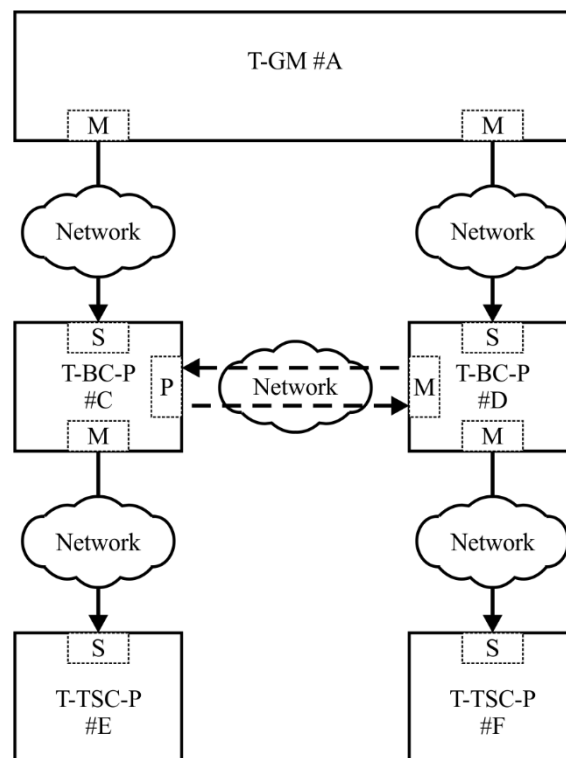 T-GM #A
M
M
Network
Network
S
T-BC-P
#C
P
M
Network
S
M
T-BC-P
#D
M
Network
Network
S
T-TSC-P
#E
S
T-TSC-P
#F